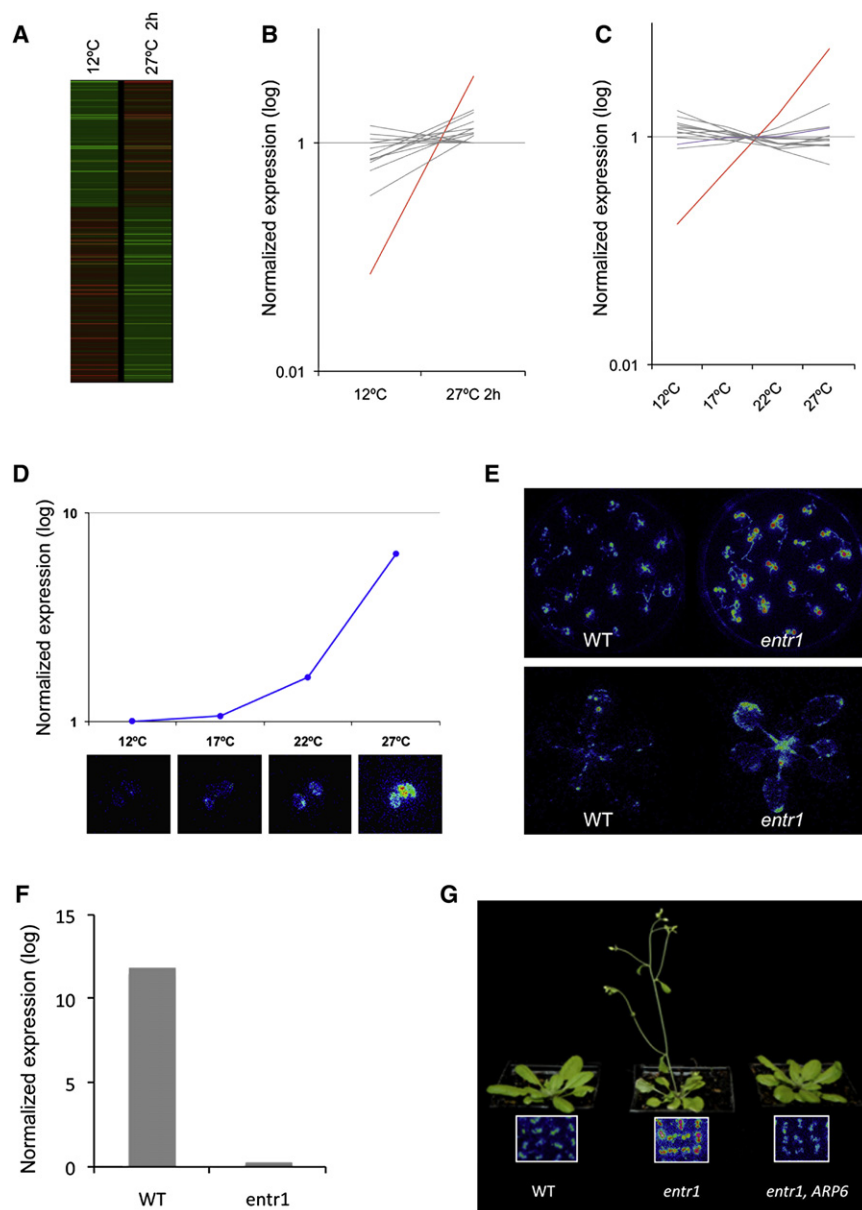 A
12ºC
27ºC 2h
B
Normalized expression (log)
1
0.01
12ºC
27ºC 2h
C
Normalized expression (log)
1
0.01
12ºC
17ºC
22ºC
27ºC
D
Normalized expression (log)
10
1
12ºC
17ºC
22ºC
27ºC
E
WT
entr1
WT
entr1
F
Normalized expression (log)
15
10
5
0
WT
entr1
G
WT
entr1
entr1, ARP6